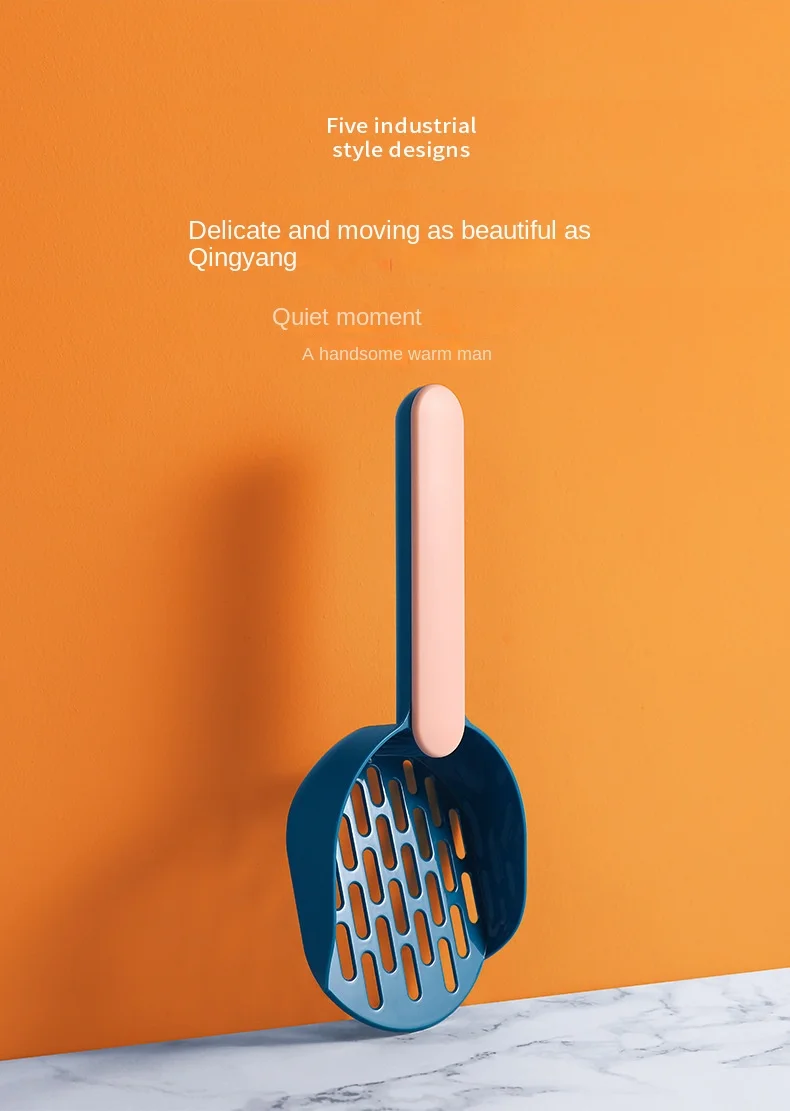 Five industrial
style designs
Delicate and moving as beautiful as
Qingyang
Quiet moment
A handsome warm man